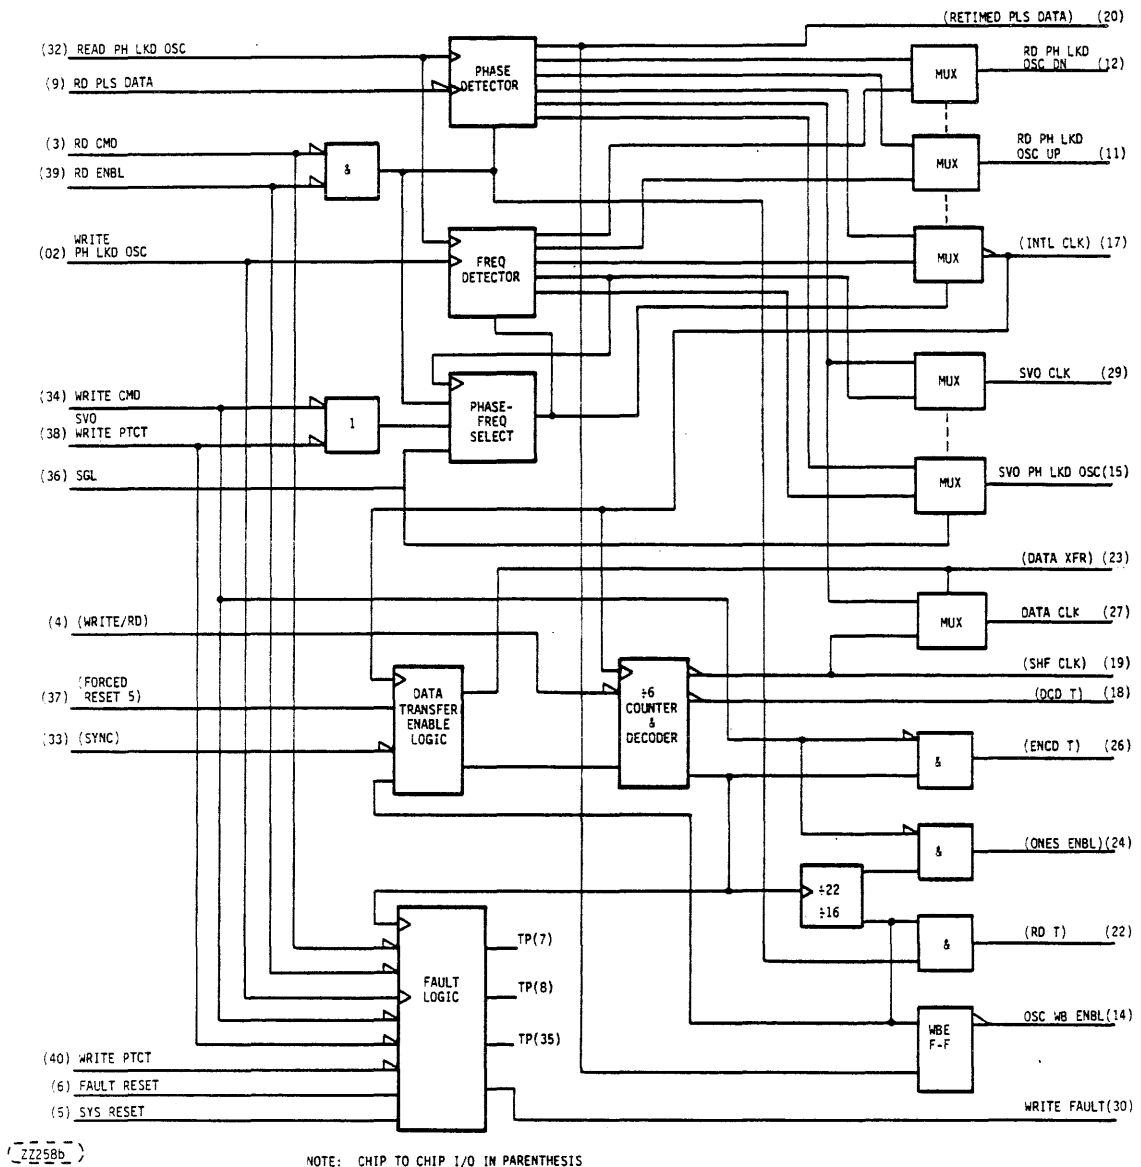 (RETIMED PLS DATA) (20)
(32) READ PH LKD OSC
PHASE
DETECTOR
MUX
RD PH LKD
OSC DN (12)
(9) RD PLS DATA
(3) RD CMD
&
MUX
RD PH LKD
OSC UP (11)
(39) RD ENBL
WRITE
(02) PH LKD OSC
FREQ
DETECTOR
MUX
(INTL CLK) (17)
(34) WRITE CMD
SVO
(38) WRITE PTCT
1
PHASE-
FREQ
SELECT
MUX
SVO CLK (29)
(36) SGL
MUX
SVO PH LKD OSC(15)
(DATA XFR) (23)
(4) (WRITE/RD)
MUX
DATA CLK (27)
(FORCED
(37) RESET 5)
(33) (SYNC)
DATA
TRANSFER
ENABLE
LOGIC
÷6
COUNTER
&
DECODER
(SHF CLK) (19)
(DCD T) (18)
&
(ENCD T) (26)
&
(ONES ENBL)(24)
÷22
÷16
&
(RD T) (22)
FAULT
LOGIC
TP(7)
TP(8)
TP(35)
WBE
F-F
OSC WB ENBL(14)
(40) WRITE PTCT
(6) FAULT RESET
(5) SYS RESET
WRITE FAULT(30)
ZZ258b
NOTE: CHIP TO CHIP I/O IN PARENTHESIS